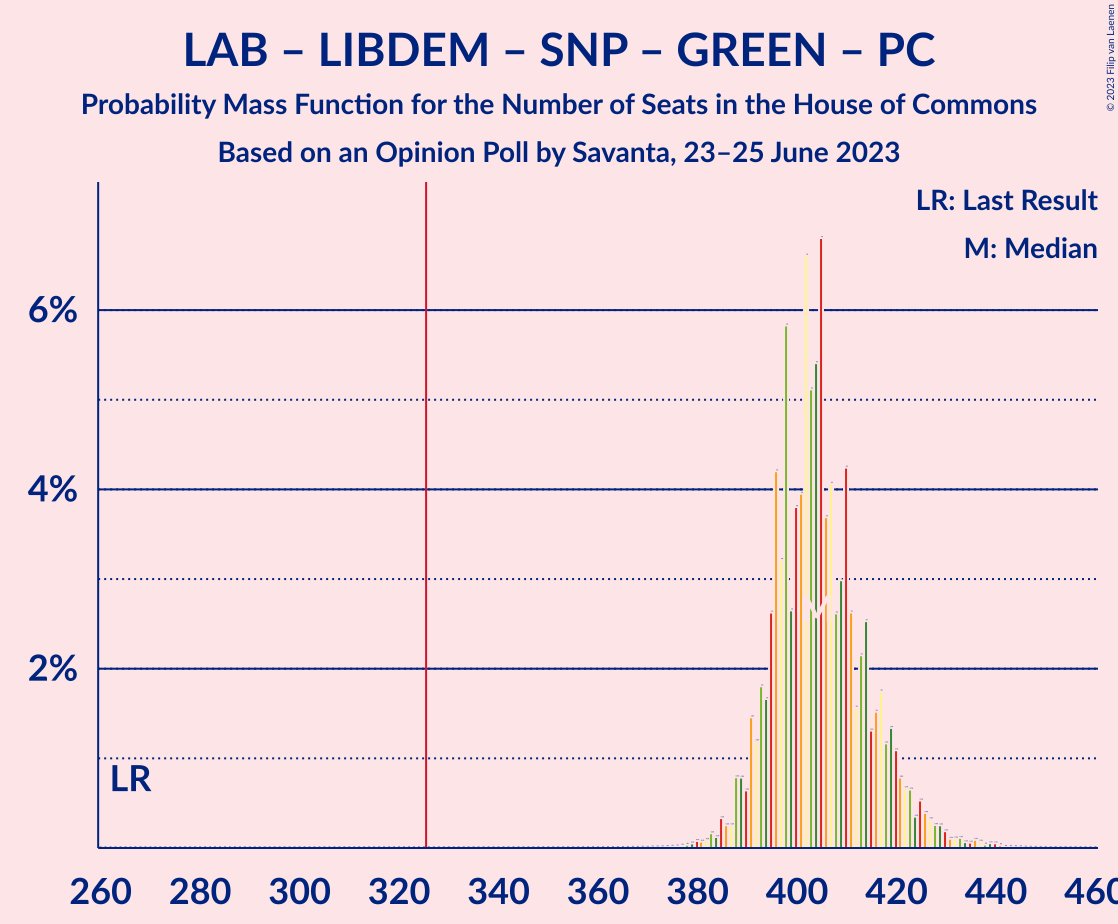 LAB – LIBDEM – SNP – GREEN – PC
Probability Mass Function for the Number of Seats in the House of Commons
Based on an Opinion Poll by Savanta, 23–25 June 2023
© 2023 Filip van Laenen
LR: Last Result
M: Median
6%
4%
2%
LR
M
260 280 300 320 340 360 380 400 420 440 460